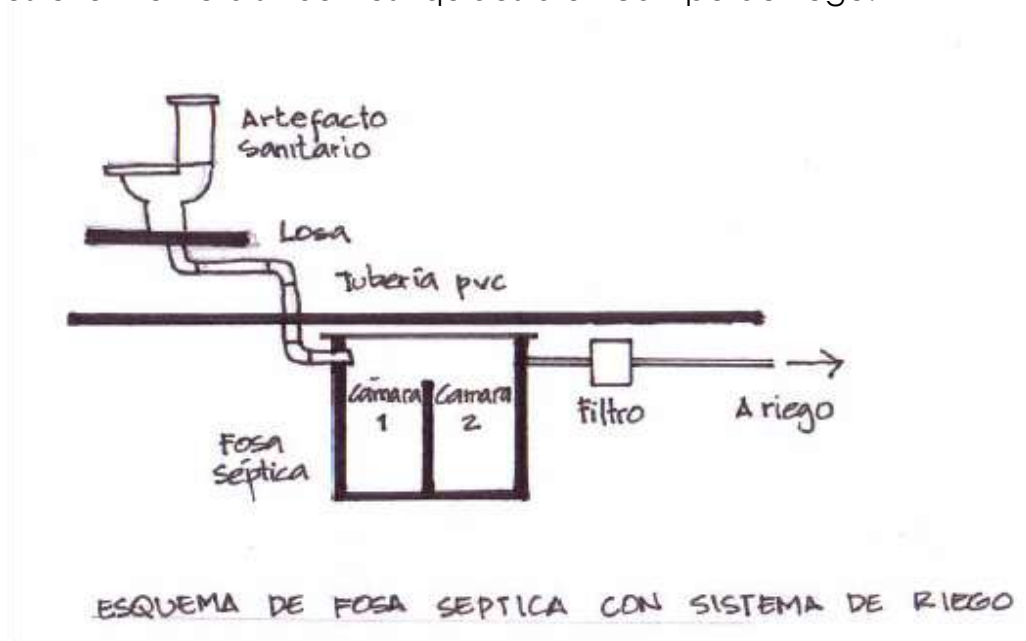 Artefacto
sanitario
Losa
Tubería pvc
Cámara
1
Camara
2
Filtro
A riego
Fosa
séptica
ESQUEMA DE FOSA SEPTICA CON SISTEMA DE RIEGO